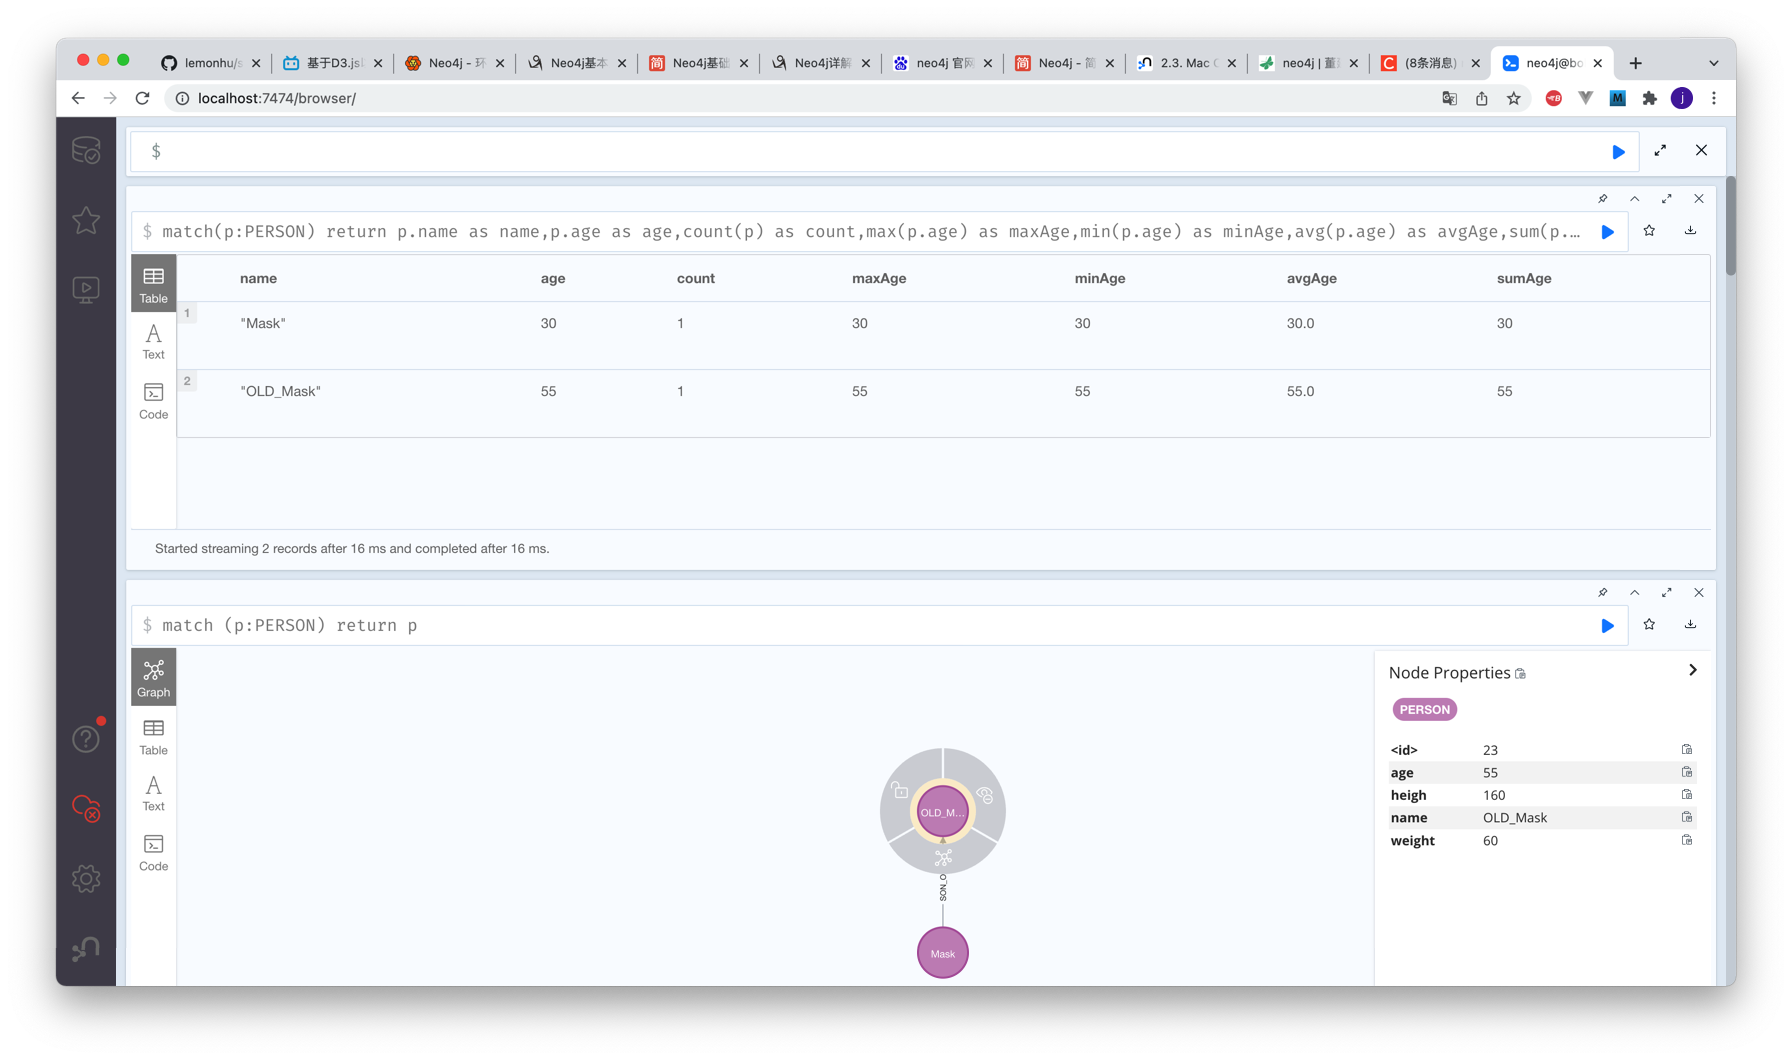 lemonhu/s
基于D3.js
Neo4j - 环
Neo4j基本
Neo4j基础
Neo4j详解
neo4j 官网
Neo4j - 简
2.3. Mac
neo4j | 董
(8条消息)
neo4j@bo
localhost:7474/browser/
$
$ match(p:PERSON) return p.name as name,p.age as age,count(p) as count,max(p.age) as maxAge,min(p.age) as minAge,avg(p.age) as avgAge,sum(p.…
Table
Text
Code
name age count maxAge minAge avgAge sumAge
1 "Mask" 30 1 30 30 30.0 30
2 "OLD_Mask" 55 1 55 55 55.0 55
Started streaming 2 records after 16 ms and completed after 16 ms.
$ match (p:PERSON) return p
Graph
Table
Text
Code
OLD_M...
SON_O
Mask
Node Properties
PERSON
<id> 23
age 55
heigh 160
name OLD_Mask
weight 60